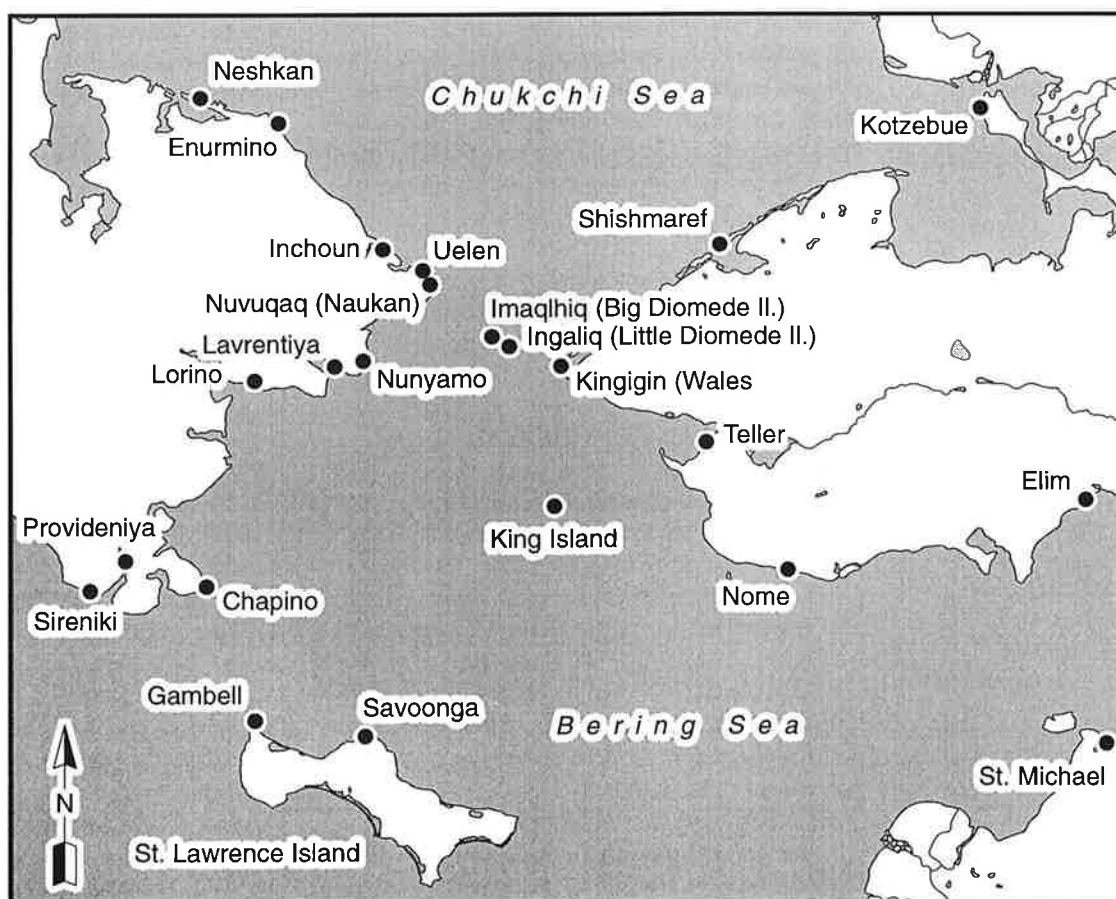 Neshkan
Chukchi Sea
Kotzebue
Enurmino
Shishmaref
Inchoun
Uelen
Nuvuqaq (Naukan)
Imaqlhiq (Big Diomede Il.)
Ingaliq (Little Diomede Il.)
Lavrentiya
Lorino
Nunyamo
Kingigin (Wales
Teller
Elim
Provideniya
King Island
Nome
Chapino
Sireniki
Gambell
Savoonga
Bering Sea
St. Michael
N
St. Lawrence Island